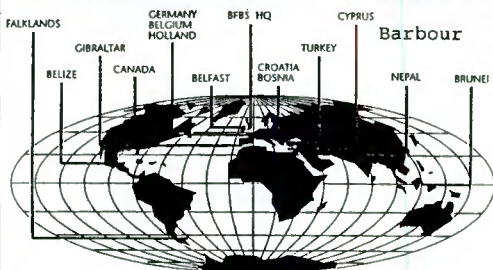 FALKLANDS
GERMANY
BELGIUM
HOLLAND
BFBS HQ
CYPRUS
Barbour
GIBRALTAR
TURKEY
BELIZE
CANADA
BELFAST
CROATIA
BOSNIA
NEPAL
BRUNEI